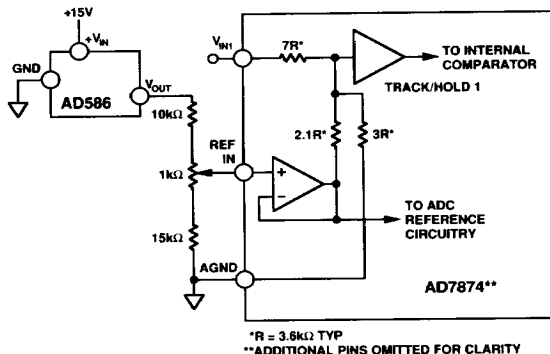 +15V
+VIN
GND
AD586
VOUT
10kΩ
1kΩ
15kΩ
VIN1
7R*
TO INTERNAL
COMPARATOR
TRACK/HOLD 1
2.1R*
3R*
REF
IN
+
−
TO ADC
REFERENCE
CIRCUITRY
AGND
AD7874**
*R = 3.6kΩ TYP
**ADDITIONAL PINS OMITTED FOR CLARITY